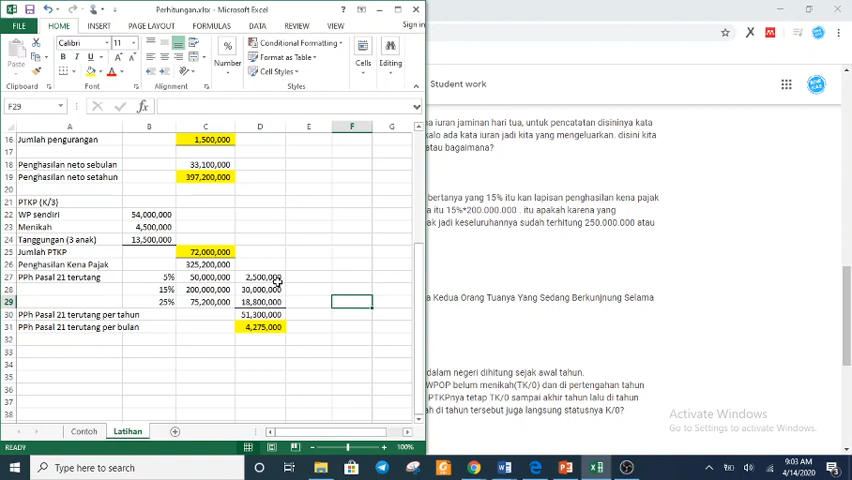 Perhitungan.xlsx - Microsoft Excel
FILE HOME INSERT PAGE LAYOUT FORMULAS DATA REVIEW VIEW Sign in
Calibri 11
Paste
B I U
Number
Conditional Formatting
Format as Table
Cell Styles
Cells
Editing
Clipboard Font Alignment Styles
F29
A B C D E F G
16 Jumlah pengurangan 1,500,000
17
18 Penghasilan neto sebulan 33,100,000
19 Penghasilan neto setahun 397,200,000
20
21 PTKP (K/3)
22 WP sendiri 54,000,000
23 Menikah 4,500,000
24 Tanggungan (3 anak) 13,500,000
25 Jumlah PTKP 72,000,000
26 Penghasilan Kena Pajak 325,200,000
27 PPh Pasal 21 terutang 5% 50,000,000 2,500,000
28 15% 200,000,000 30,000,000
29 25% 75,200,000 18,800,000
30 PPh Pasal 21 terutang per tahun 51,300,000
31 PPh Pasal 21 terutang per bulan 4,275,000
32
33
34
35
36
37
38
Contoh Latihan
READY 100%
Student work
a iuran jaminan hari tua, untuk pencatatan disininya kata
kalo ada kata iuran jadi kita yang mengeluarkan. disini kita
atau bagaimana?
bertanya yang 15% itu kan lapisan penghasilan kena pajak
a itu 15%*200.000.000 . itu apakah karena yang
ak jadi keseluruhannya sudah terhitung 250.000.000 atau
a Kedua Orang Tuanya Yang Sedang Berkunjnung Selama
dalam negeri dihitung sejak awal tahun.
WPOP belum menikah(TK/0) dan di pertengahan tahun
PTKPnya tetap TK/0 sampai akhir tahun lalu di tahun
h di tahun tersebut juga langsung statusnya K/0?
Activate Windows
Go to Settings to activate Windows.
Type here to search
9:03 AM
4/14/2020
3